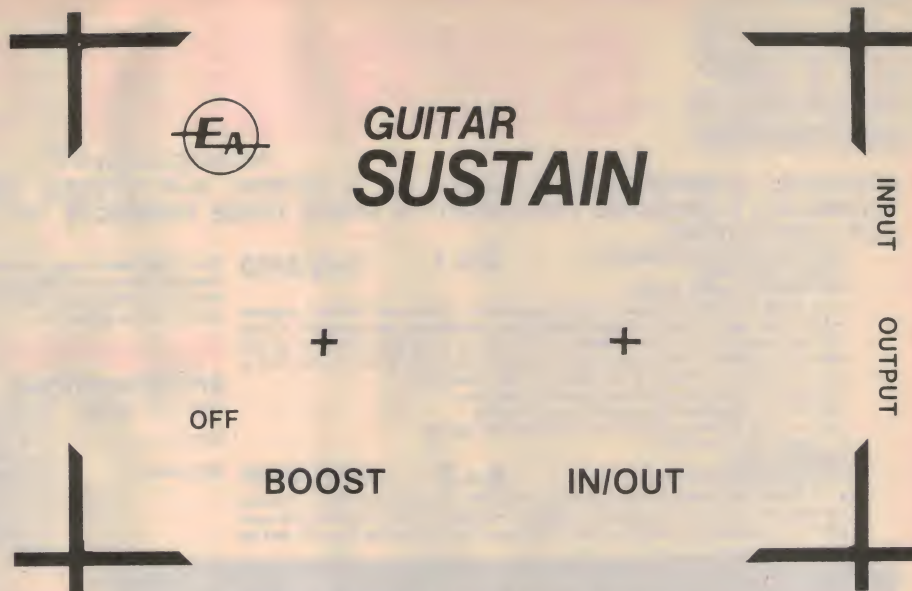 EA
GUITAR
SUSTAIN
INPUT
OUTPUT
+
+
OFF
BOOST
IN/OUT